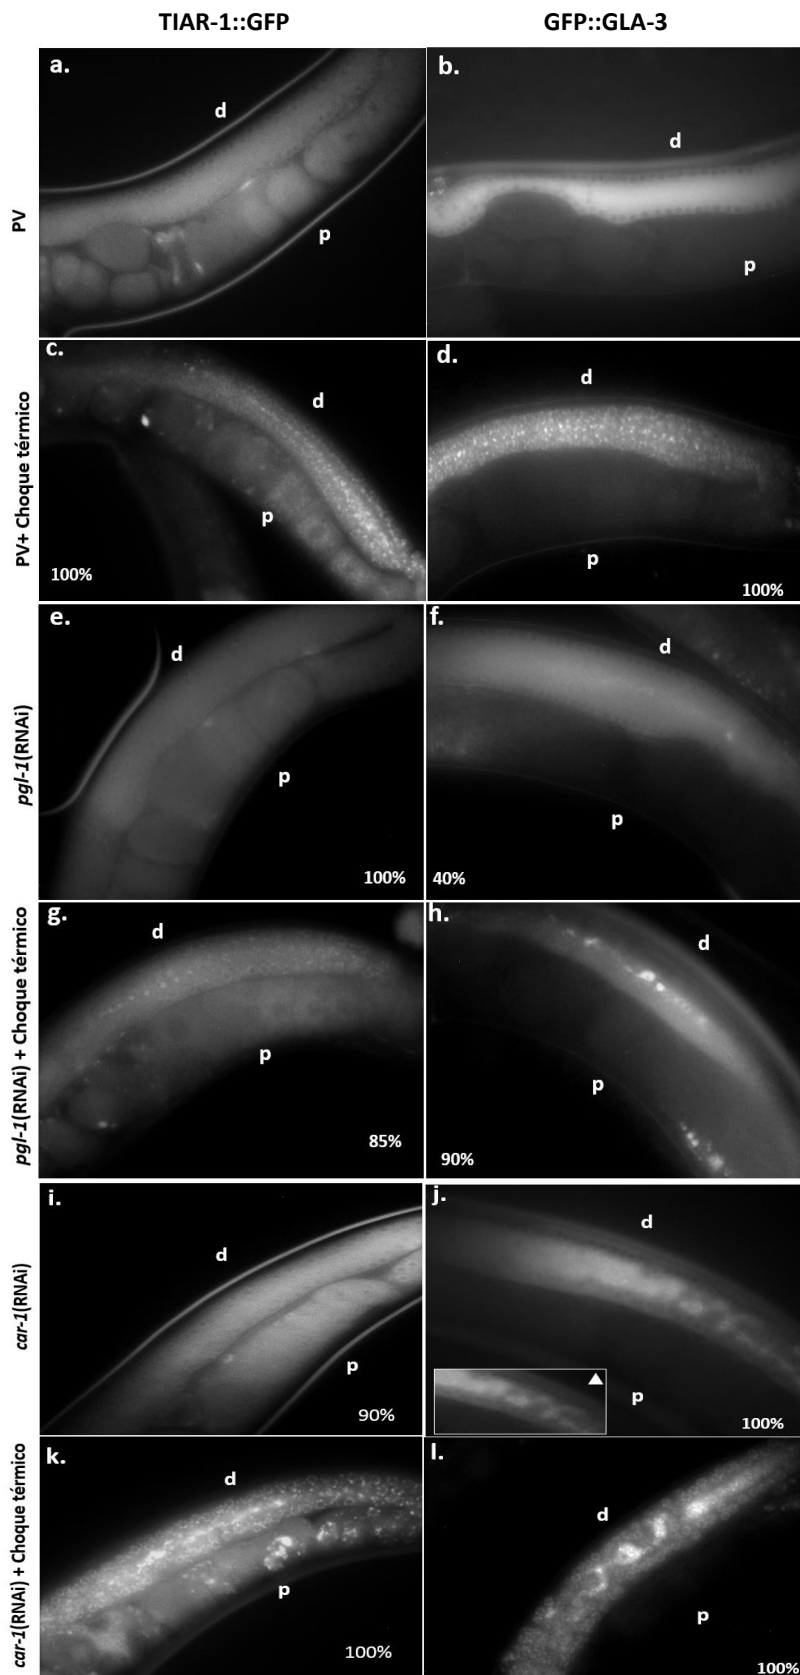 TIAR-1::GFP GFP::GLA-3
PV
a. d p
b. d p
PV+ Choque térmico
c. d p 100%
d. d p 100%
pgl-1(RNAi)
e. d p 100%
f. d p 40%
pgl-1(RNAi) + Choque térmico
g. d p 85%
h. d p 90%
car-1(RNAi)
i. d p 90%
j. d p 100%
car-1(RNAi) + Choque térmico
k. d p 100%
l. d p 100%